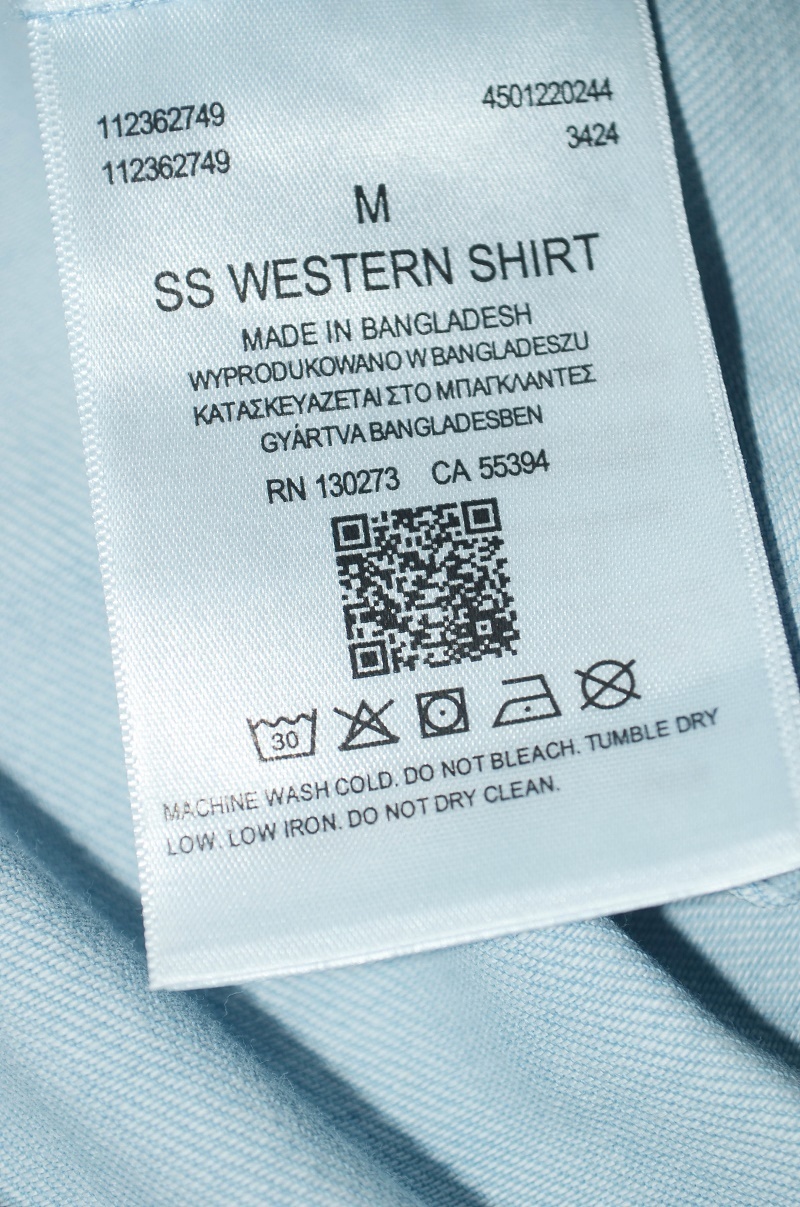 112362749 4501220244
112362749 3424
M
SS WESTERN SHIRT
MADE IN BANGLADESH
WYPRODUKOWANO W BANGLADESZU
ΚΑΤΑΣΚΕΥΑΖΕΤΑΙ ΣΤΟ ΜΠΑΓΚΛΑΝΤΕΣ
GYÁRTVA BANGLADESBEN
RN 130273 CA 55394
30
MACHINE WASH COLD. DO NOT BLEACH. TUMBLE DRY
LOW. LOW IRON. DO NOT DRY CLEAN.